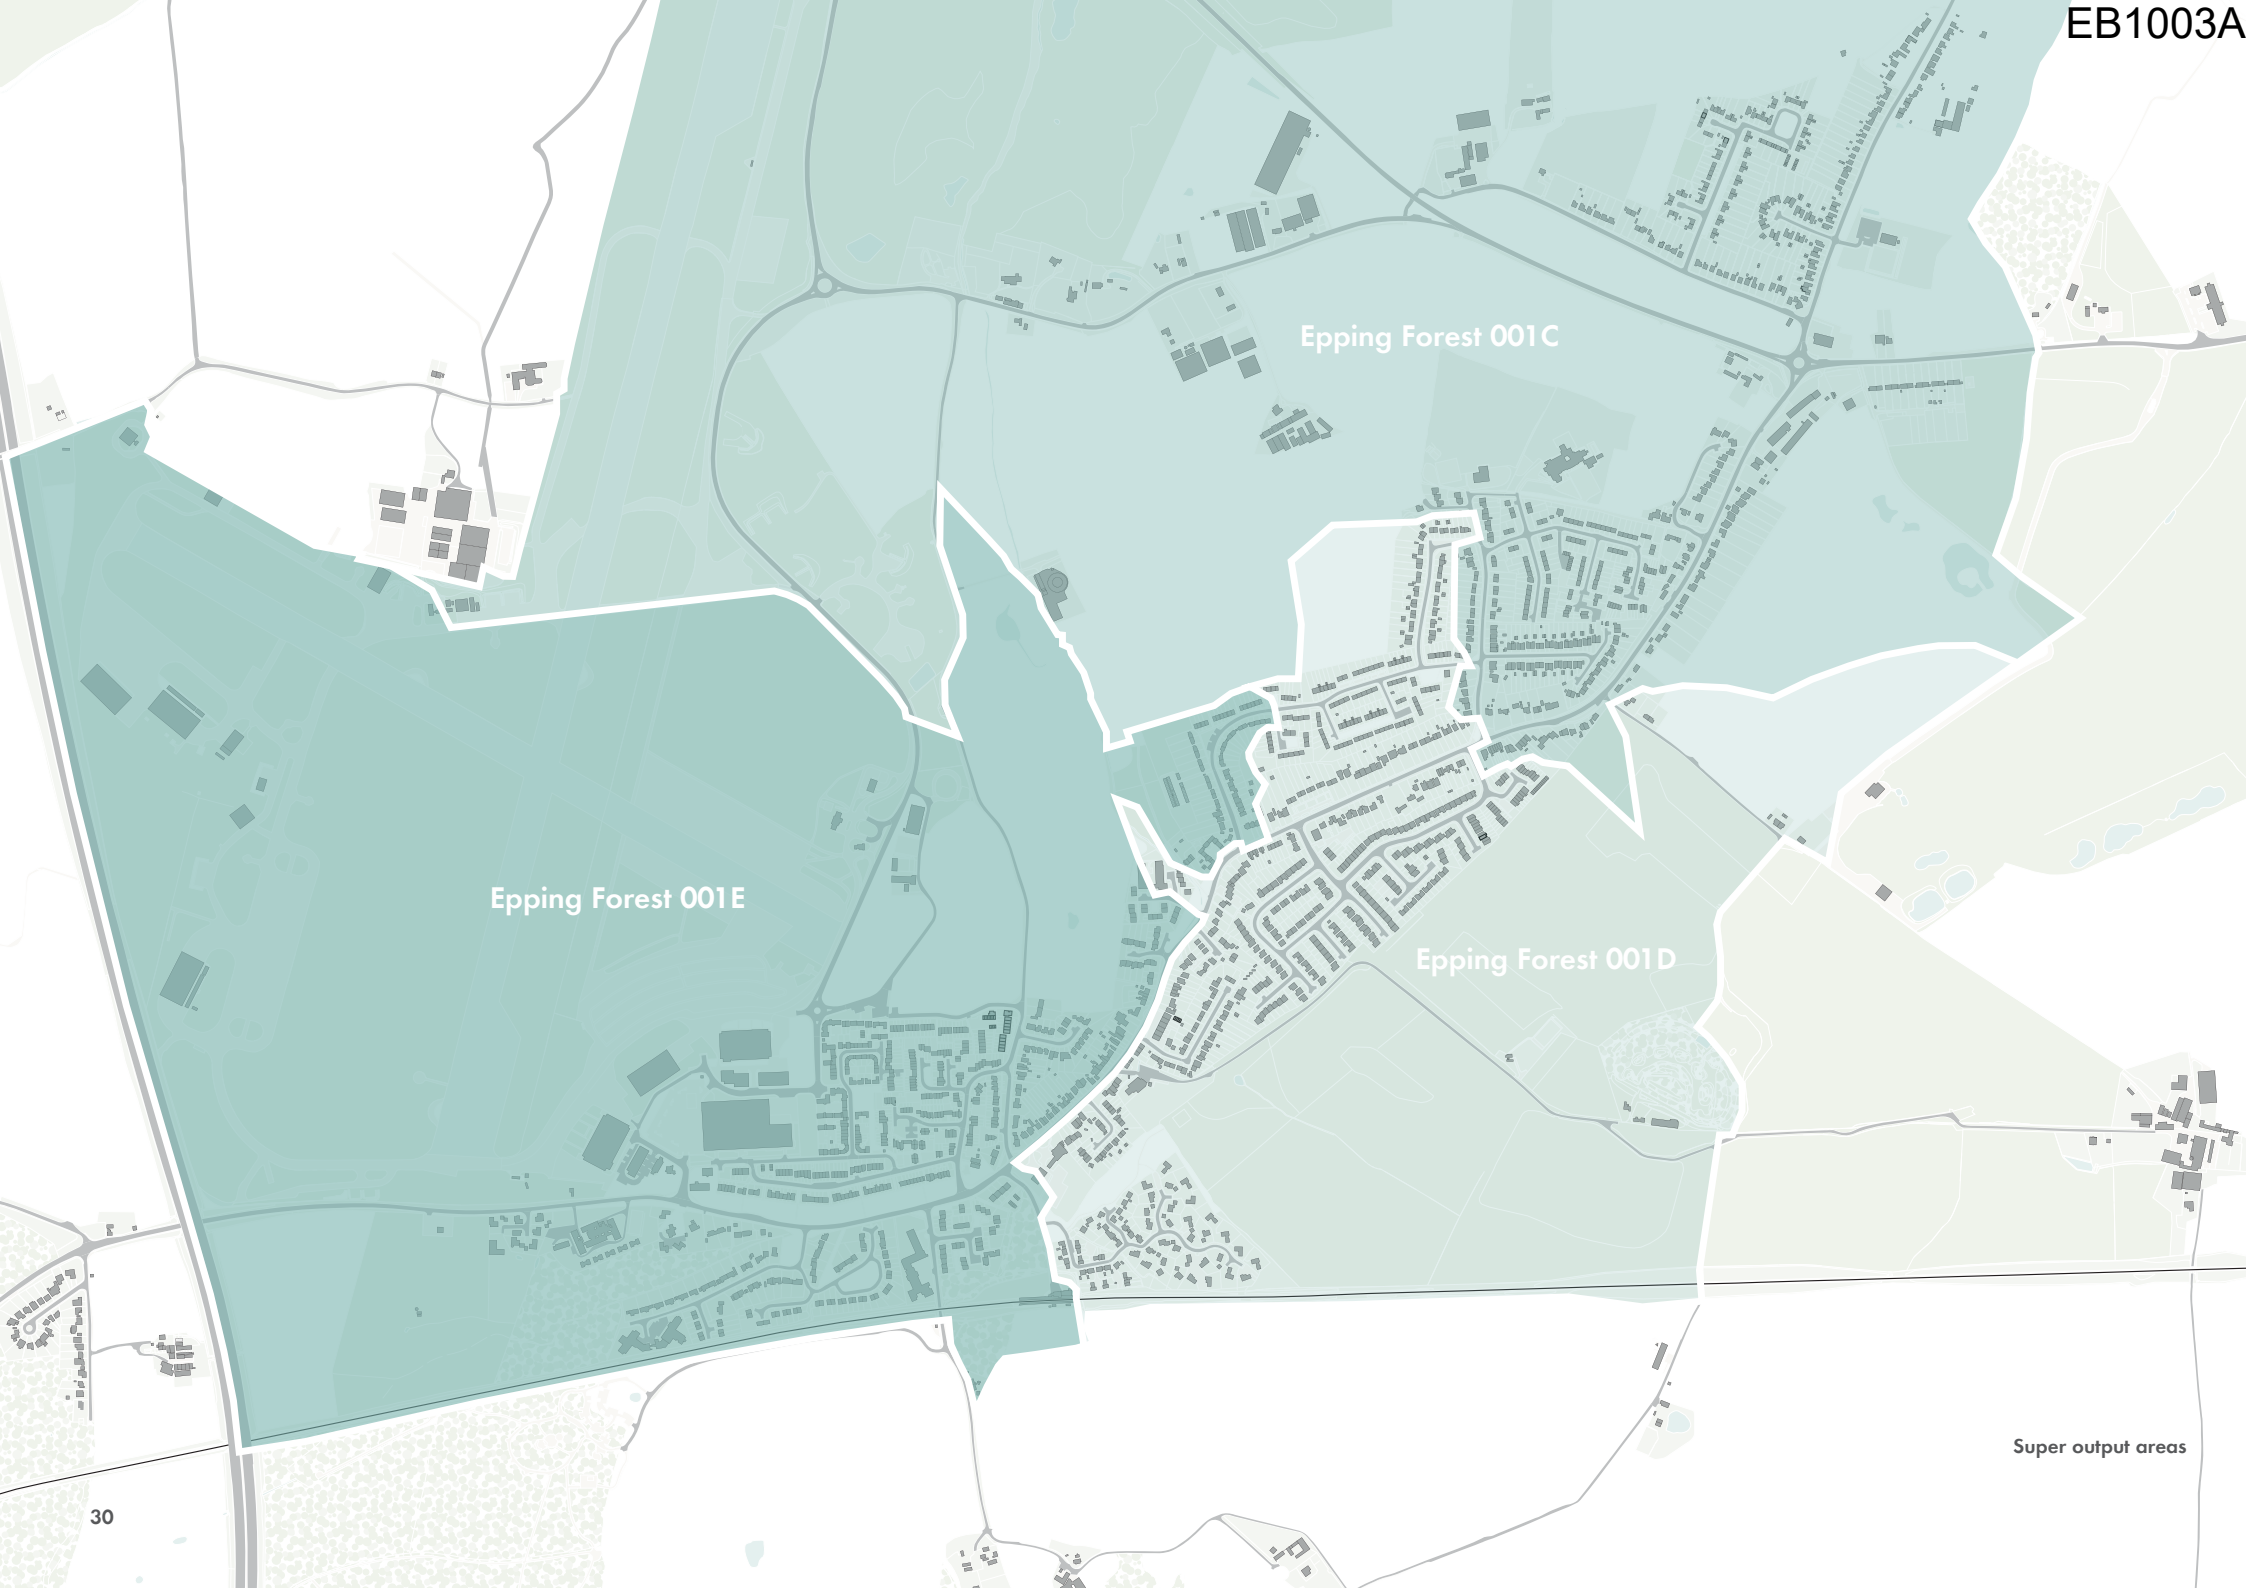 EB1003A
Epping Forest 001C
Epping Forest 001E
Epping Forest 001D
Super output areas
30